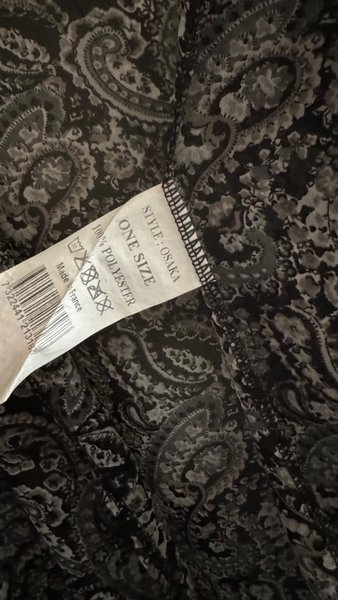 STYLE : OSAKA
ONE SIZE
100% POLYESTER
Made in France